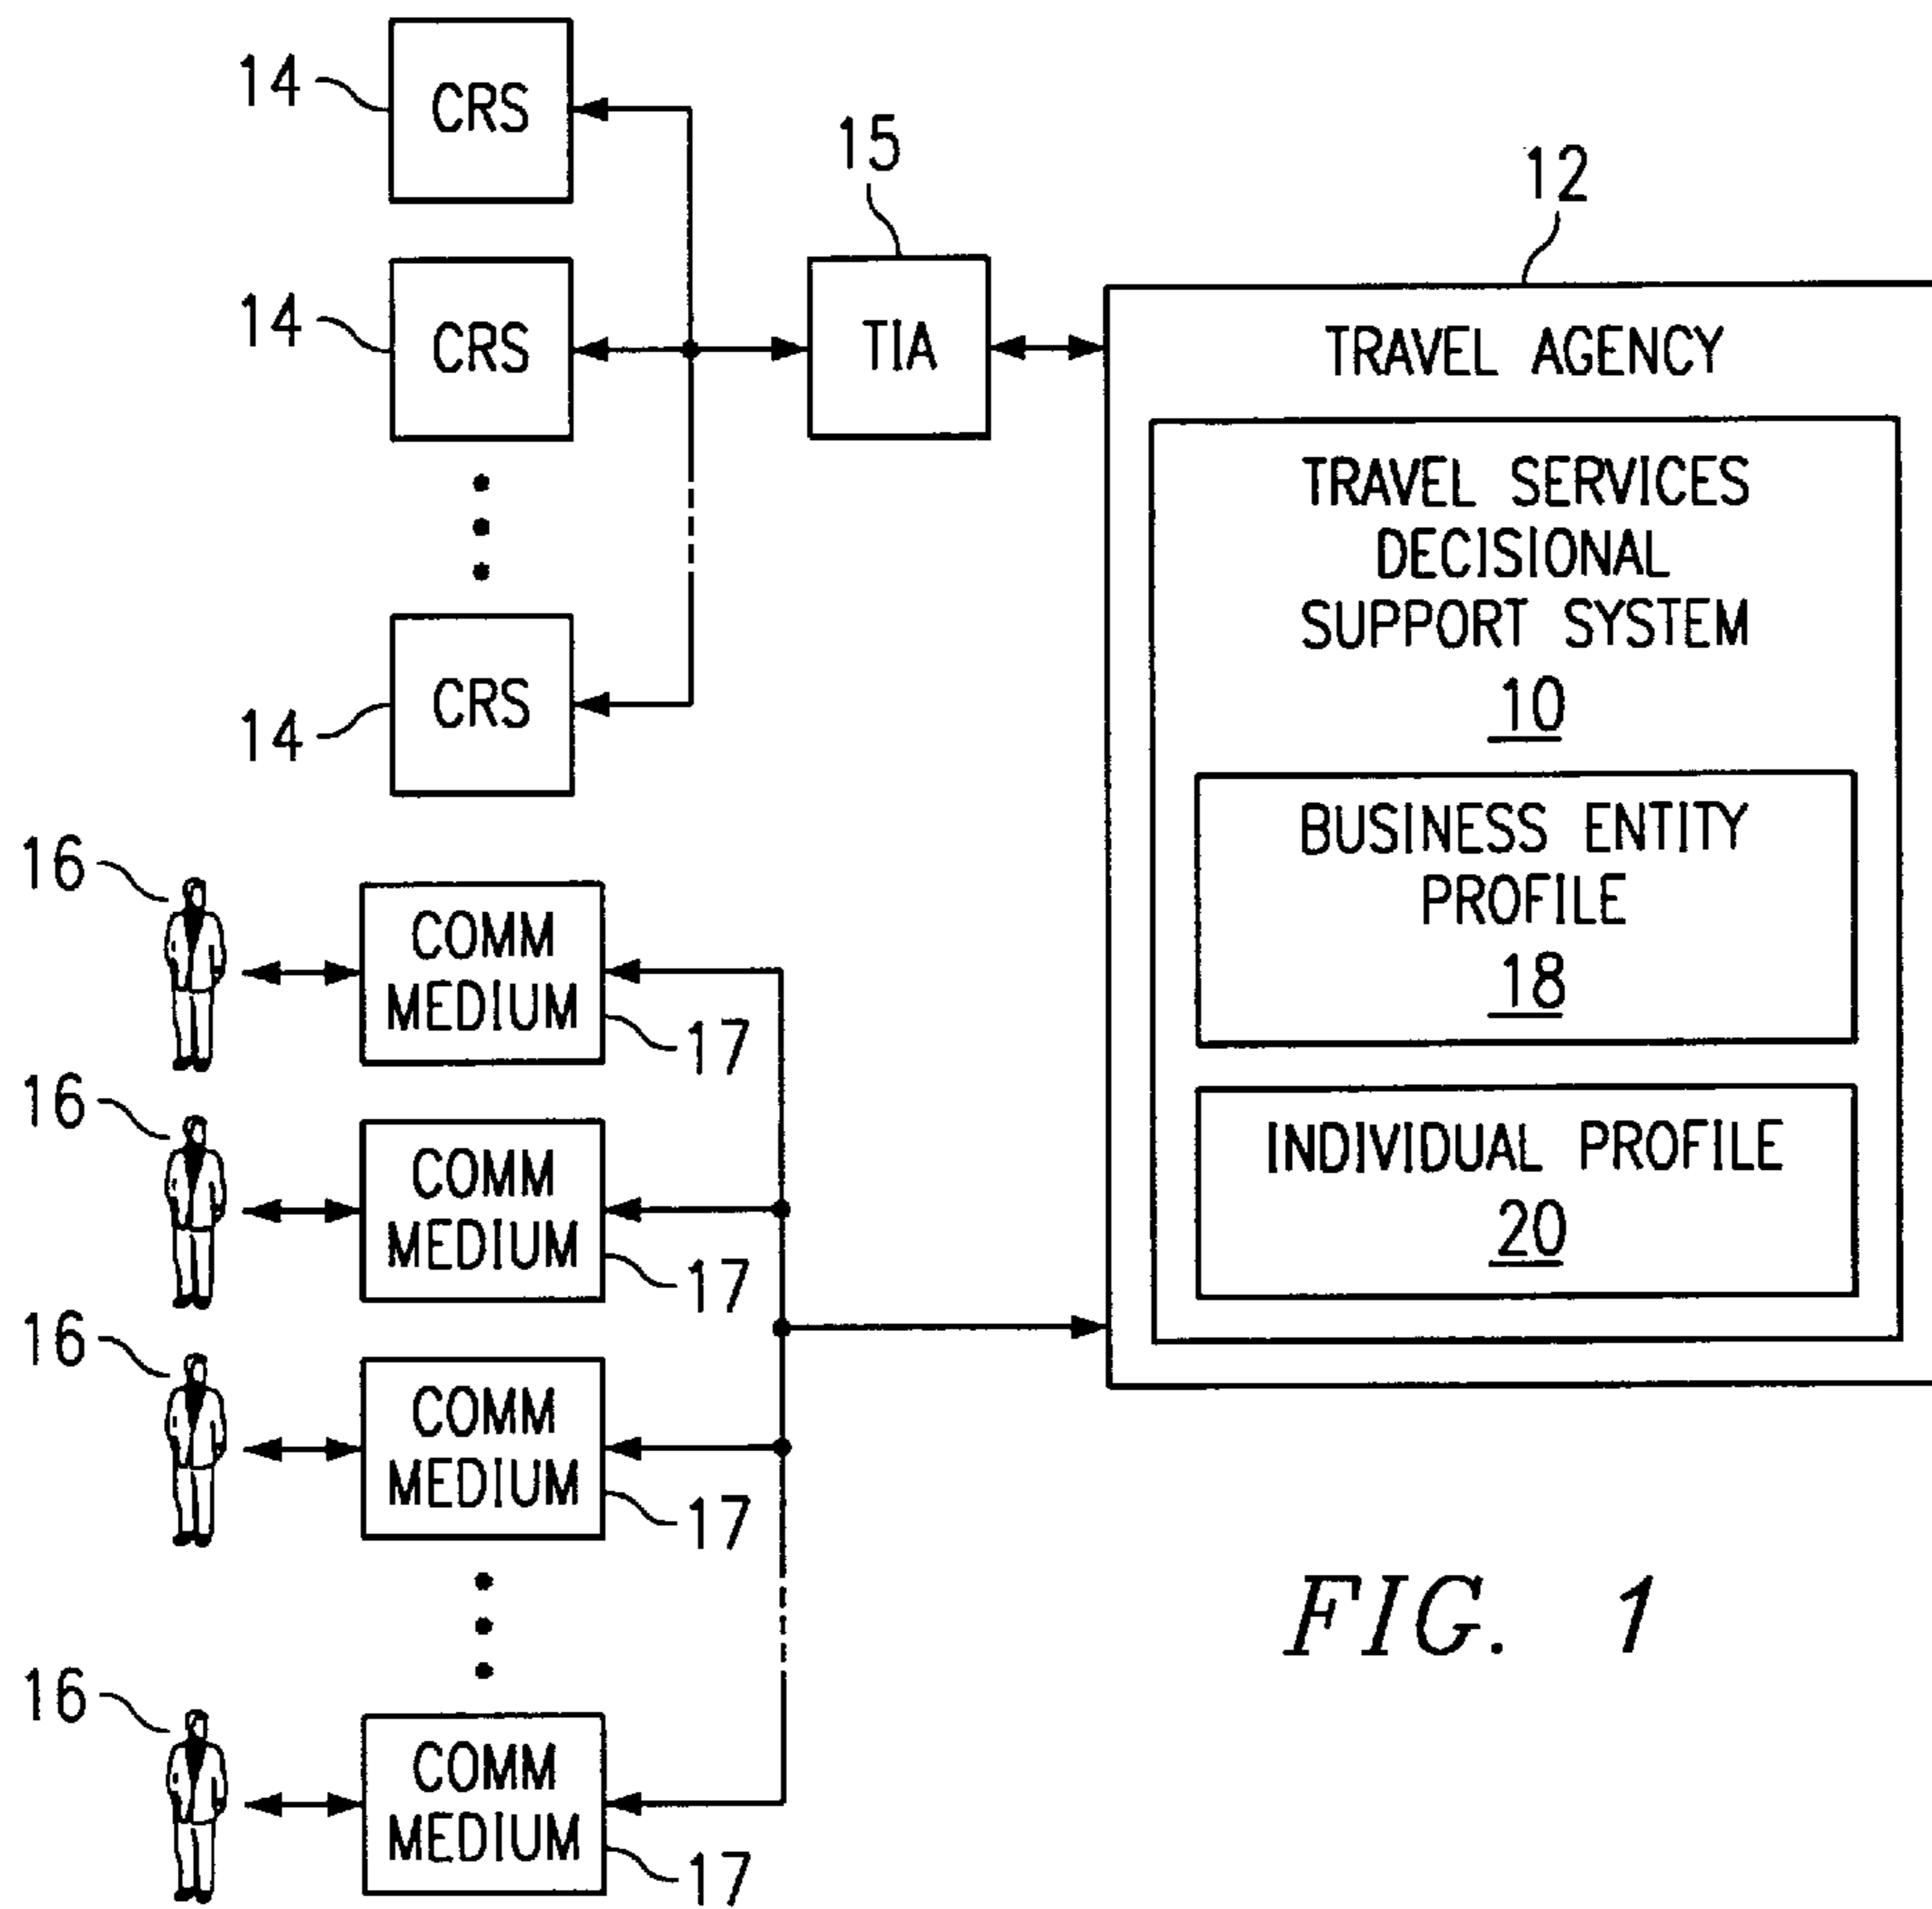 14
CRS
15
12
14
CRS
TIA
TRAVEL AGENCY
TRAVEL SERVICES
DECISIONAL
SUPPORT SYSTEM
10
14
CRS
BUSINESS ENTITY
PROFILE
18
16
COMM
MEDIUM
17
INDIVIDUAL PROFILE
20
16
COMM
MEDIUM
17
16
COMM
MEDIUM
17
16
COMM
MEDIUM
17
FIG. 1